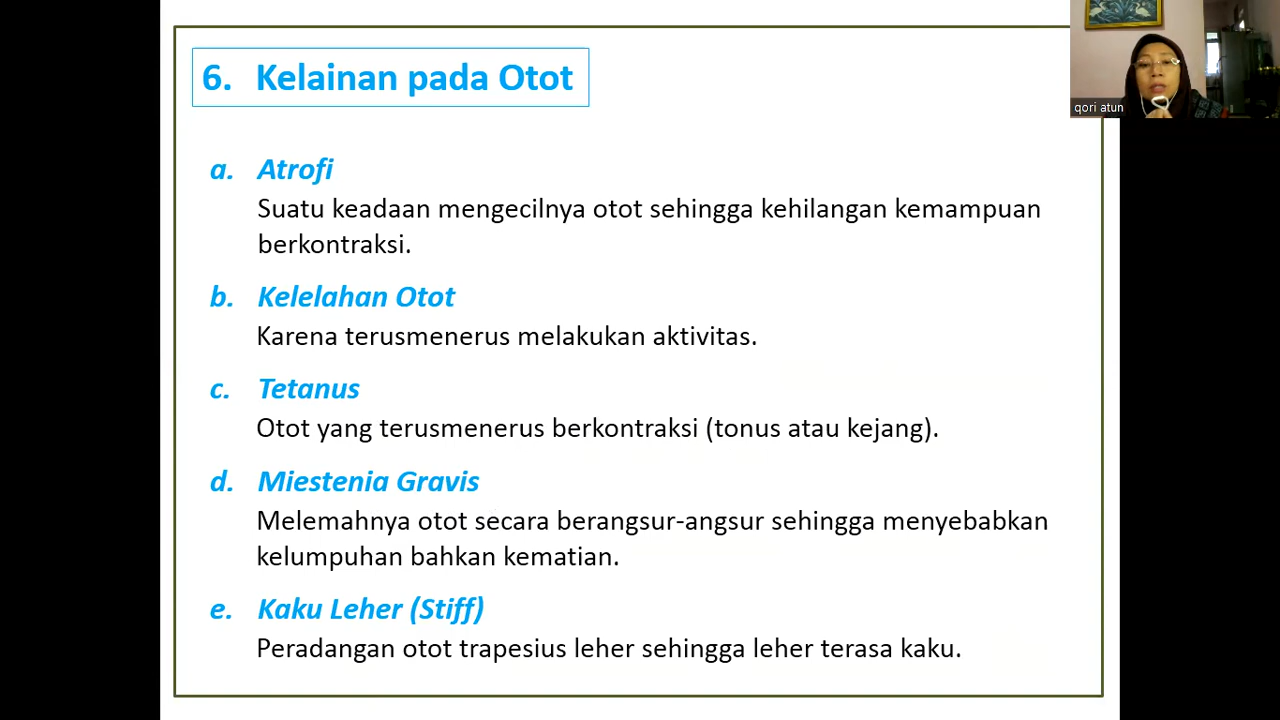 6. Kelainan pada Otot
qori atun
a. Atrofi
Suatu keadaan mengecilnya otot sehingga kehilangan kemampuan
berkontraksi.
b. Kelelahan Otot
Karena terusmenerus melakukan aktivitas.
c. Tetanus
Otot yang terusmenerus berkontraksi (tonus atau kejang).
d. Miestenia Gravis
Melemahnya otot secara berangsur-angsur sehingga menyebabkan
kelumpuhan bahkan kematian.
e. Kaku Leher (Stiff)
Peradangan otot trapesius leher sehingga leher terasa kaku.